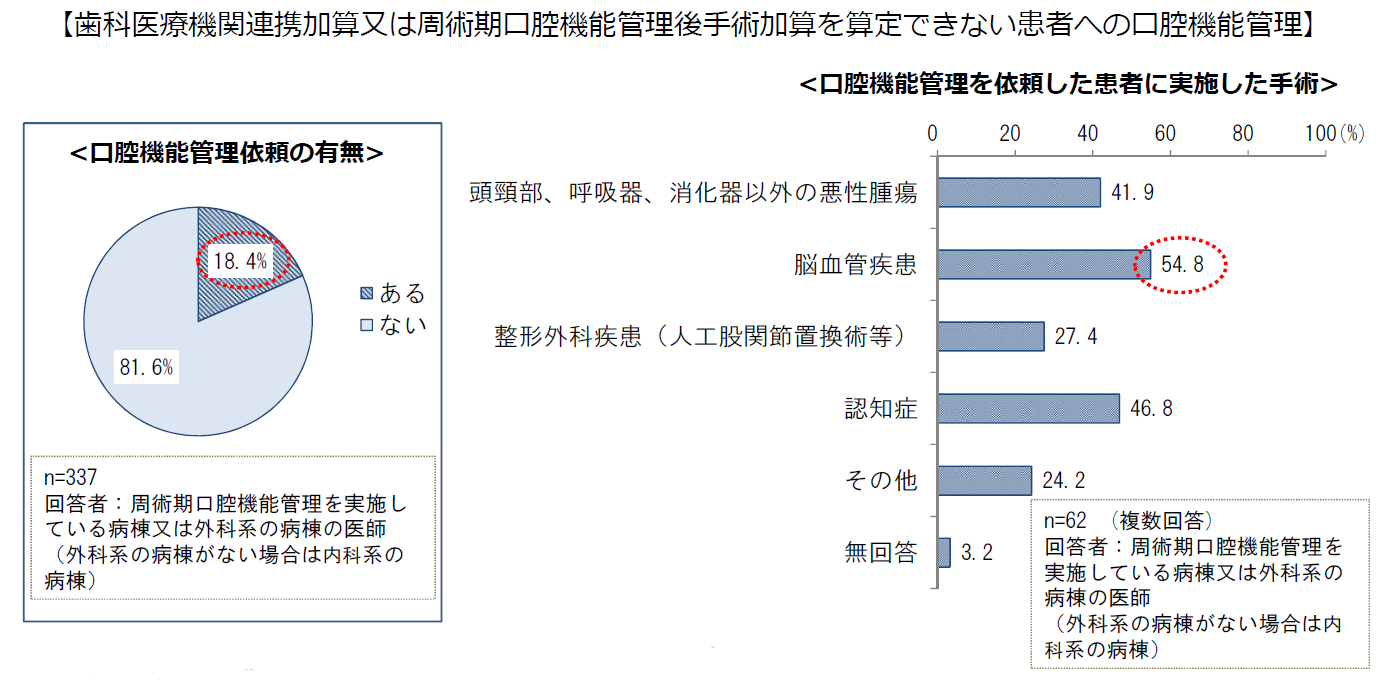 【歯科医療機関連携加算又は周術期口腔機能管理後手術加算を算定できない患者への口腔機能管理】
<口腔機能管理依頼の有無>
18.4%
81.6%
ある
ない
n=337
回答者：周術期口腔機能管理を実施し
ている病棟又は外科系の病棟の医師
（外科系の病棟がない場合は内科系の
病棟）
<口腔機能管理を依頼した患者に実施した手術>
0 20 40 60 80 100(%)
頭頸部、呼吸器、消化器以外の悪性腫瘍 41.9
脳血管疾患 54.8
整形外科疾患（人工股関節置換術等） 27.4
認知症 46.8
その他 24.2
無回答 3.2
n=62 （複数回答）
回答者：周術期口腔機能管理を
実施している病棟又は外科系の
病棟の医師
（外科系の病棟がない場合は内
科系の病棟）